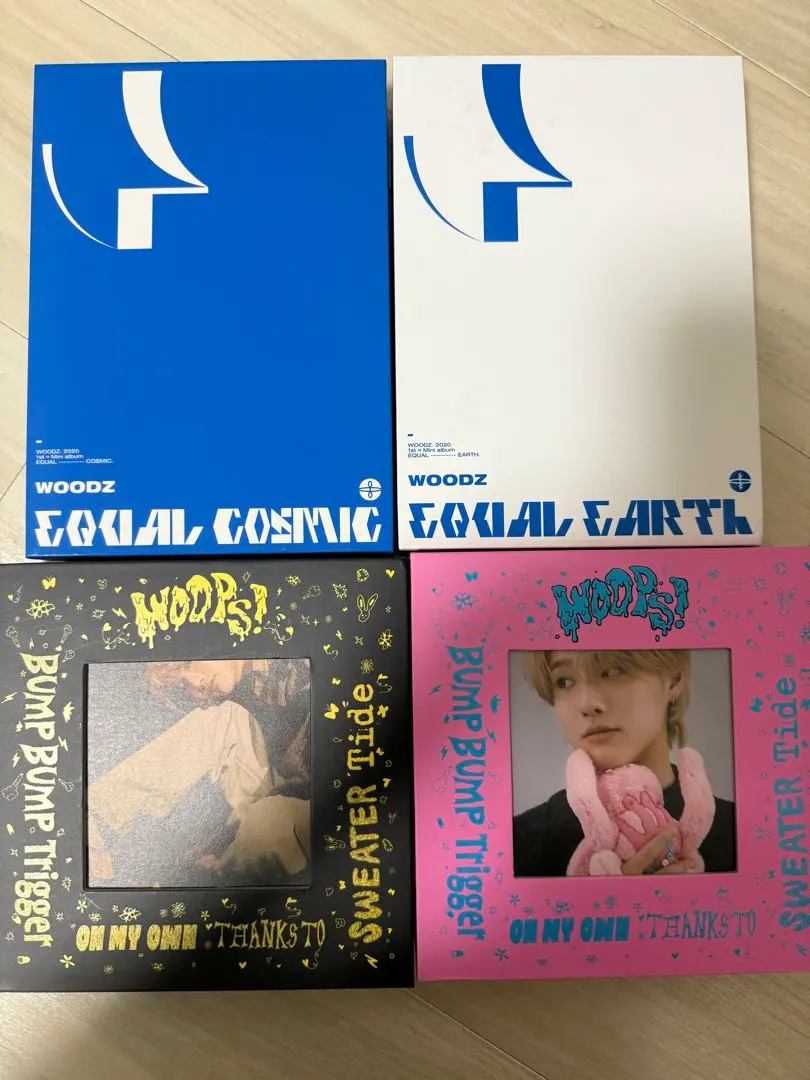 WOODZ. 2020
1st = Mini album
EQUAL ---------- COSMIC.
WOODZ
EQUAL COSMIC
WOODZ. 2020
1st = Mini album
EQUAL ---------- EARTH.
WOODZ
EQUAL EARTh
WOOPS!
BUMP BUMP Trigger
SWEATER Tide
ON MY OWN
THANKS TO
WOOPS!
BUMP BUMP Trigger
SWEATER Tide
ON MY OWN
THANKS TO